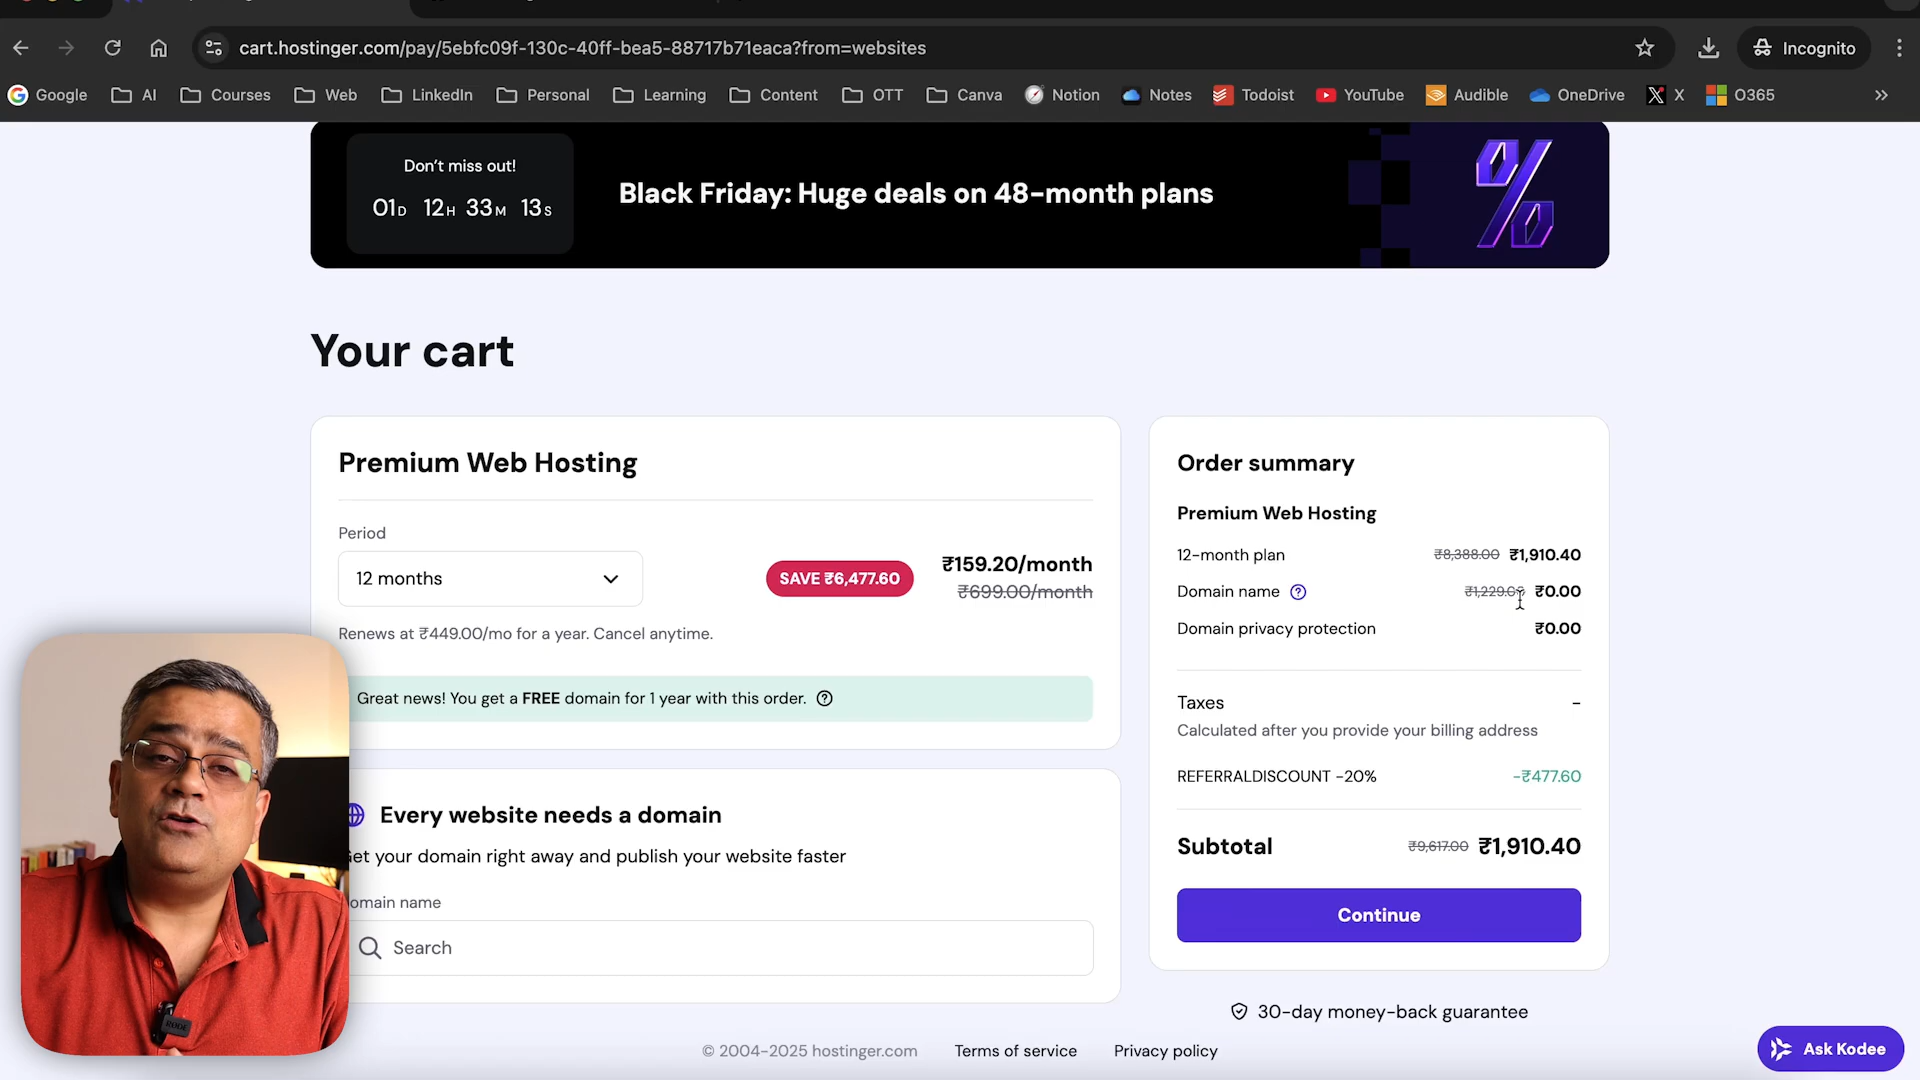 cart.hostinger.com/pay/5ebfc09f-130c-40ff-bea5-88717b71eaca?from=websites
Incognito
Google AI Courses Web LinkedIn Personal Learning Content OTT Canva Notion Notes Todoist YouTube Audible OneDrive X O365
Don't miss out!
01D 12H 33M 13S
Black Friday: Huge deals on 48-month plans
%
Your cart
Premium Web Hosting
Period
12 months
SAVE ₹6,477.60
₹159.20/month
₹699.00/month
Renews at ₹449.00/mo for a year. Cancel anytime.
Great news! You get a FREE domain for 1 year with this order.
Every website needs a domain
Get your domain right away and publish your website faster
omain name
Search
Order summary
Premium Web Hosting
12-month plan ₹8,388.00 ₹1,910.40
Domain name ₹1,229.00 ₹0.00
Domain privacy protection ₹0.00
Taxes -
Calculated after you provide your billing address
REFERRALDISCOUNT -20% -₹477.60
Subtotal ₹9,617.00 ₹1,910.40
Continue
30-day money-back guarantee
© 2004-2025 hostinger.com Terms of service Privacy policy
Ask Kodee
RODE